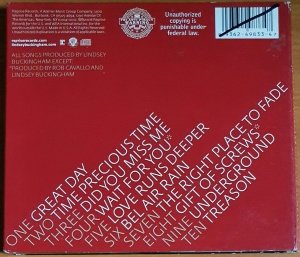 Unauthorized
copying is
punishable under
federal law.
repriserecords.com
lindseybuckingham.com
ALL SONGS PRODUCED BY LINDSEY
BUCKINGHAM EXCEPT:
*PRODUCED BY ROB CAVALLO AND
LINDSEY BUCKINGHAM
ONE GREAT DAY
TWO TIME PRECIOUS TIME
THREE DID YOU MISS ME
FOUR WAIT FOR YOU*
FIVE LOVE RUNS DEEPER
SIX BEL AIR RAIN
SEVEN THE RIGHT PLACE TO FADE
EIGHT GIFT OF SCREWS*
NINE UNDERGROUND
TEN TREASON